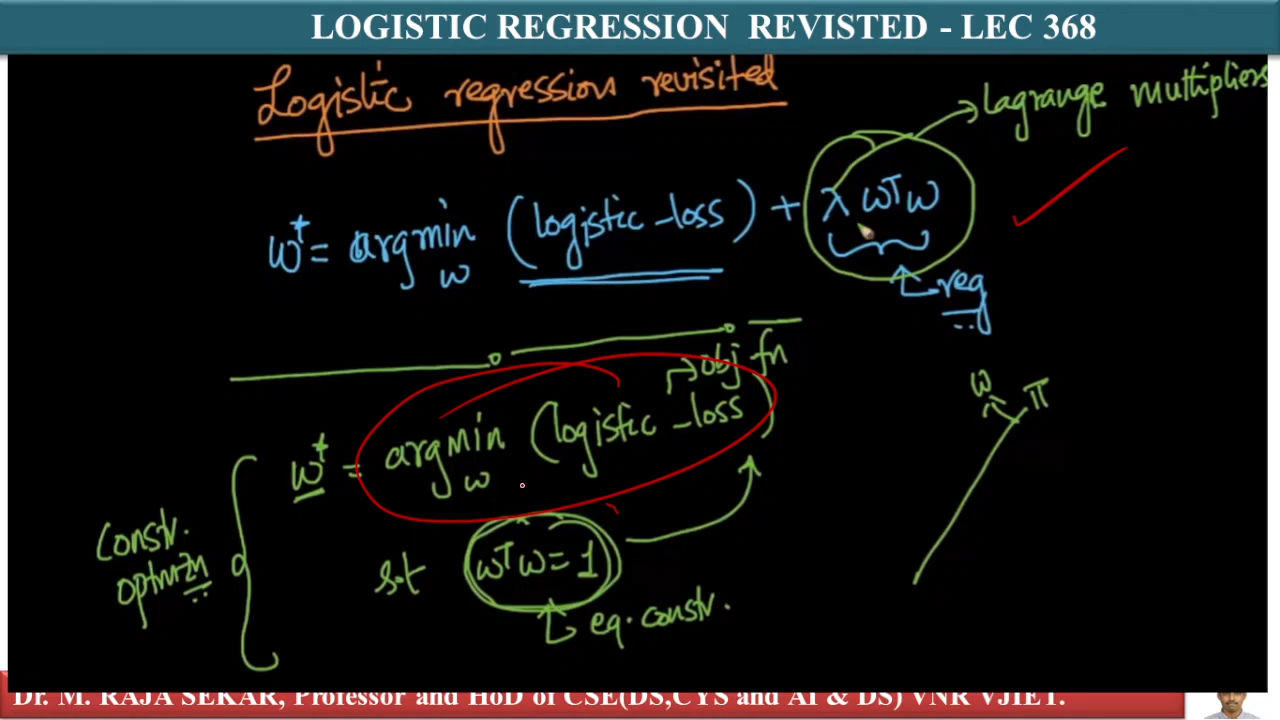 LOGISTIC REGRESSION REVISTED - LEC 368
Logistic regression revisited
→ lagrange multipliers
w* = argmin (logistic-loss) + λ wᵀw
w
reg
obj fn
w π
w* = argmin (logistic-loss)
w
Constr.
optmzn
s.t wᵀw = 1
eq. constr.
Dr. M. RAJA SEKAR, Professor and HoD of CSE(DS,CYS and AI & DS) VNR VJIET.